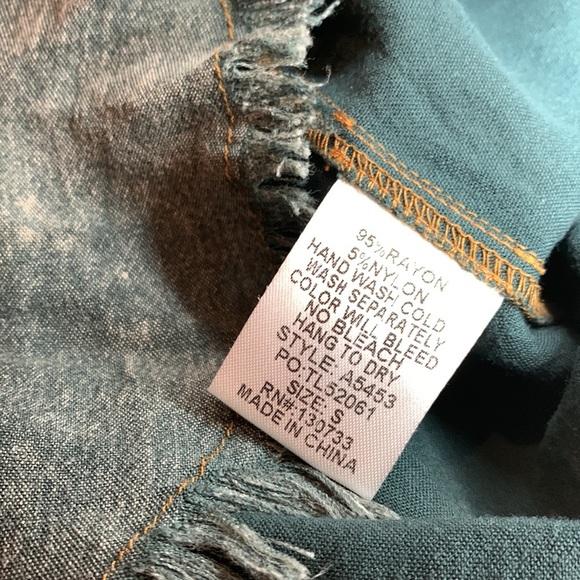 95%RAYON
5%NYLON
HAND WASH COLD
WASH SEPARATELY
COLOR WILL BLEED
NO BLEACH
HANG TO DRY
STYLE: A5453
PO:TL52061
SIZE: S
RN#:130733
MADE IN CHINA